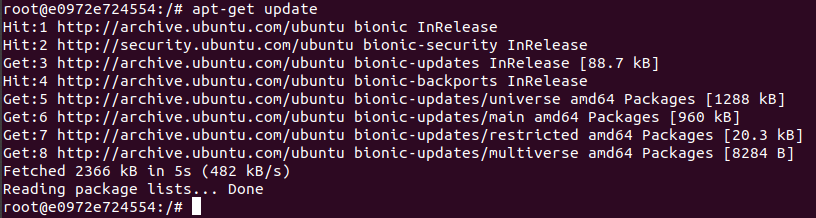 root@e0972e724554:/# apt-get update
Hit:1 http://archive.ubuntu.com/ubuntu bionic InRelease
Hit:2 http://security.ubuntu.com/ubuntu bionic-security InRelease
Get:3 http://archive.ubuntu.com/ubuntu bionic-updates InRelease [88.7 kB]
Hit:4 http://archive.ubuntu.com/ubuntu bionic-backports InRelease
Get:5 http://archive.ubuntu.com/ubuntu bionic-updates/universe amd64 Packages [1288 kB]
Get:6 http://archive.ubuntu.com/ubuntu bionic-updates/main amd64 Packages [960 kB]
Get:7 http://archive.ubuntu.com/ubuntu bionic-updates/restricted amd64 Packages [20.3 kB]
Get:8 http://archive.ubuntu.com/ubuntu bionic-updates/multiverse amd64 Packages [8284 B]
Fetched 2366 kB in 5s (482 kB/s)
Reading package lists... Done
root@e0972e724554:/#